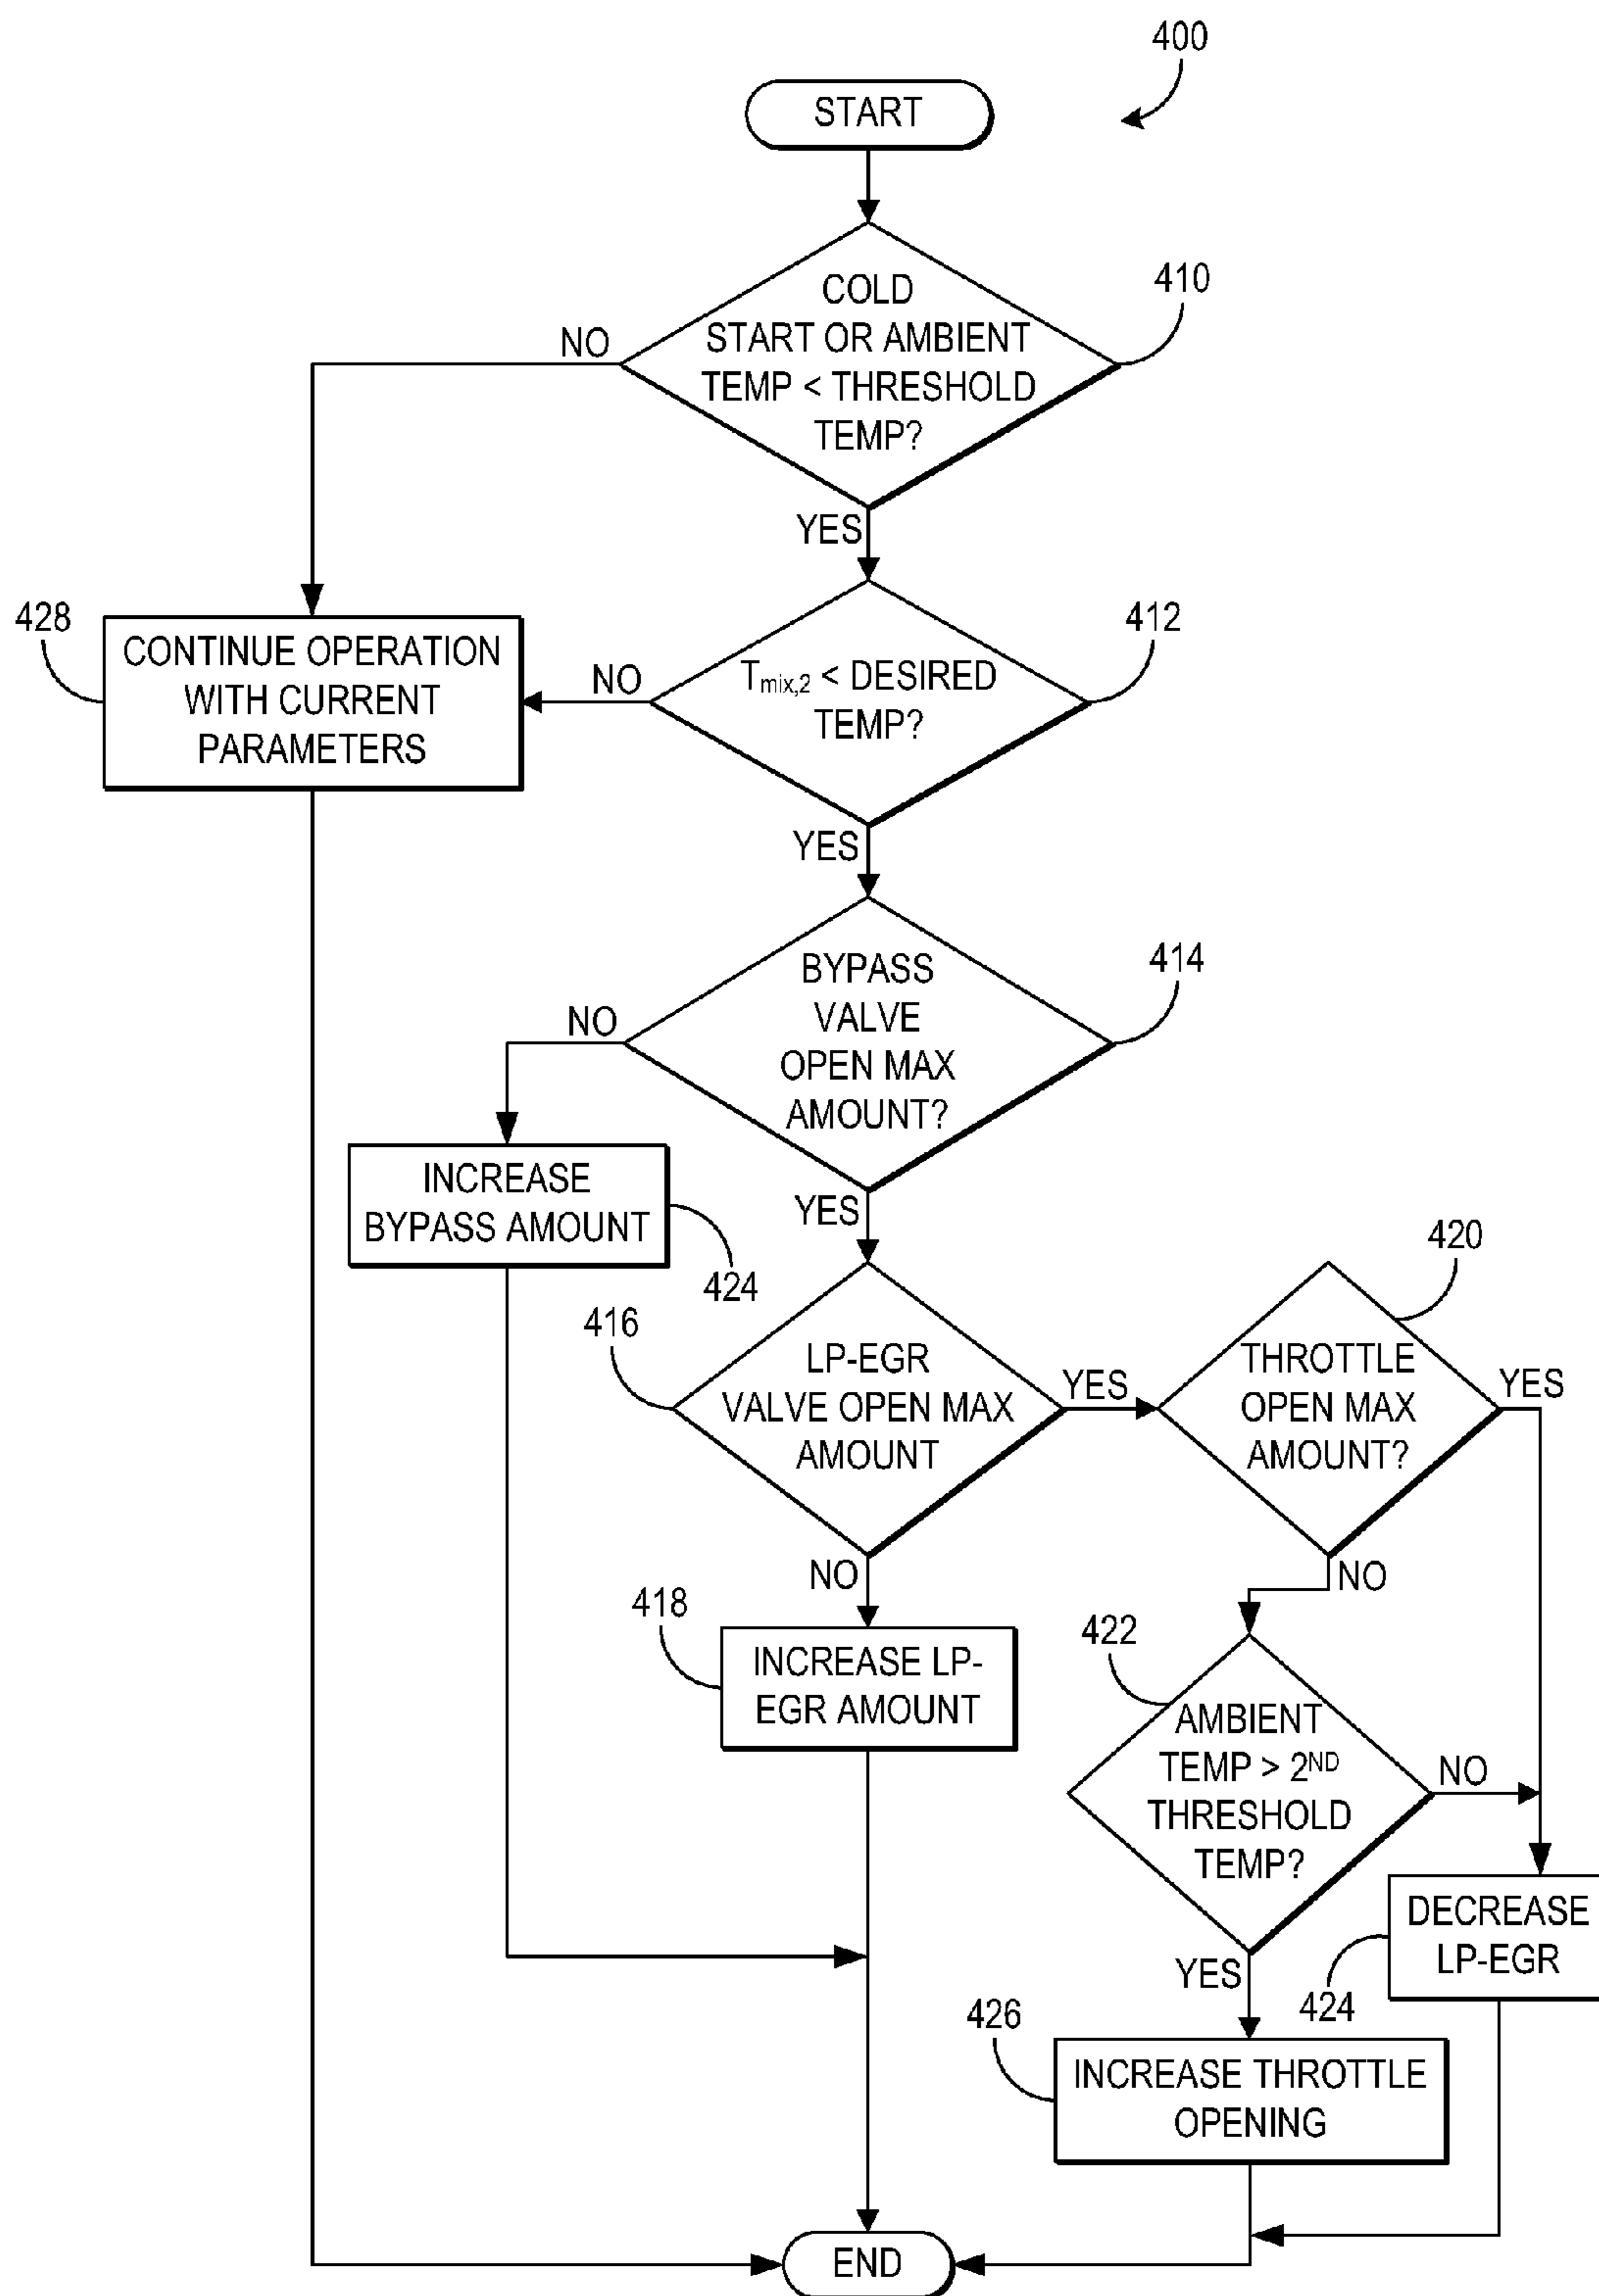 400
START
COLD
START OR AMBIENT
TEMP < THRESHOLD
TEMP?
410
NO
YES
428
CONTINUE OPERATION
WITH CURRENT
PARAMETERS
NO
Tmix,2 < DESIRED
TEMP?
412
YES
BYPASS
VALVE
OPEN MAX
AMOUNT?
414
NO
INCREASE
BYPASS AMOUNT
424
YES
416
LP-EGR
VALVE OPEN MAX
AMOUNT
YES
420
THROTTLE
OPEN MAX
AMOUNT?
YES
NO
NO
418
INCREASE LP-
EGR AMOUNT
422
AMBIENT
TEMP > 2ND
THRESHOLD
TEMP?
NO
YES
DECREASE
LP-EGR
424
426
INCREASE THROTTLE
OPENING
END